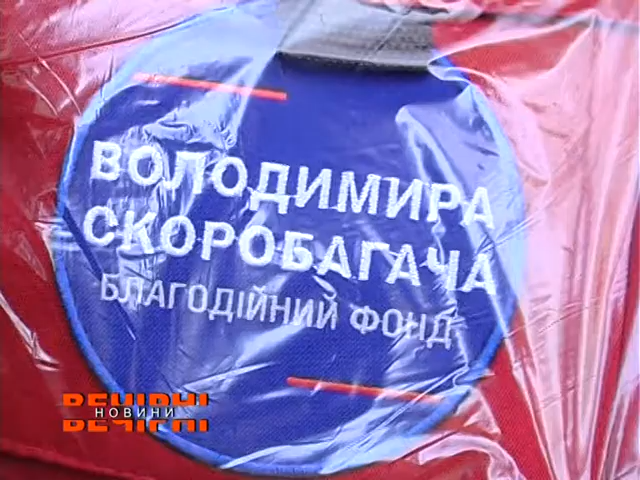 ВОЛОДИМИРА
СКОРОБАГАЧА
БЛАГОДІЙНИЙ ФОНД
ВЕЧІРНІ
НОВИНИ